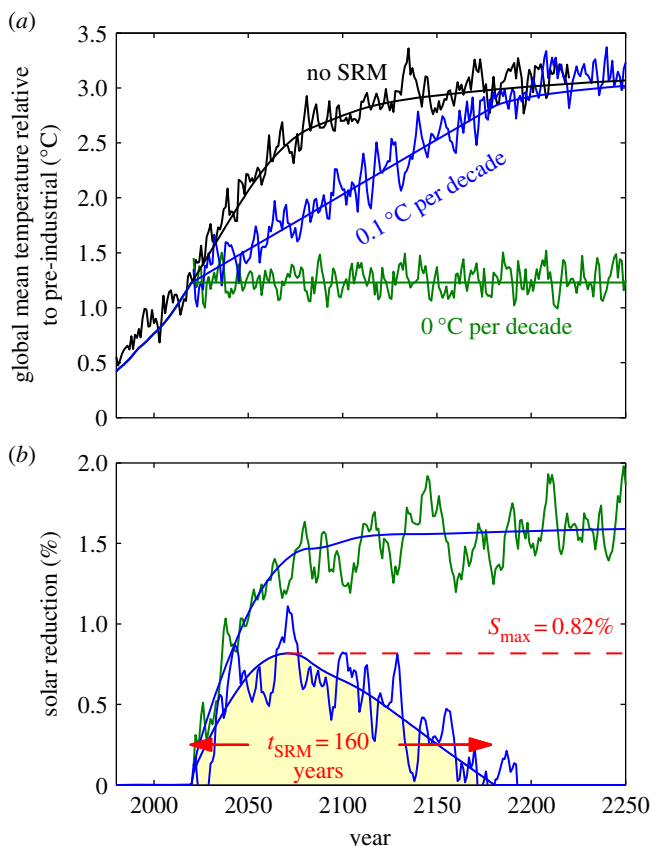 (a)
3.5
3.0
2.5
2.0
1.5
1.0
0.5
0
global mean temperature relative
to pre-industrial (°C)
no SRM
0.1 °C per decade
0 °C per decade
(b)
2.0
1.5
1.0
0.5
0
solar reduction (%)
Smax = 0.82%
tSRM = 160
years
2000 2050 2100 2150 2200 2250
year